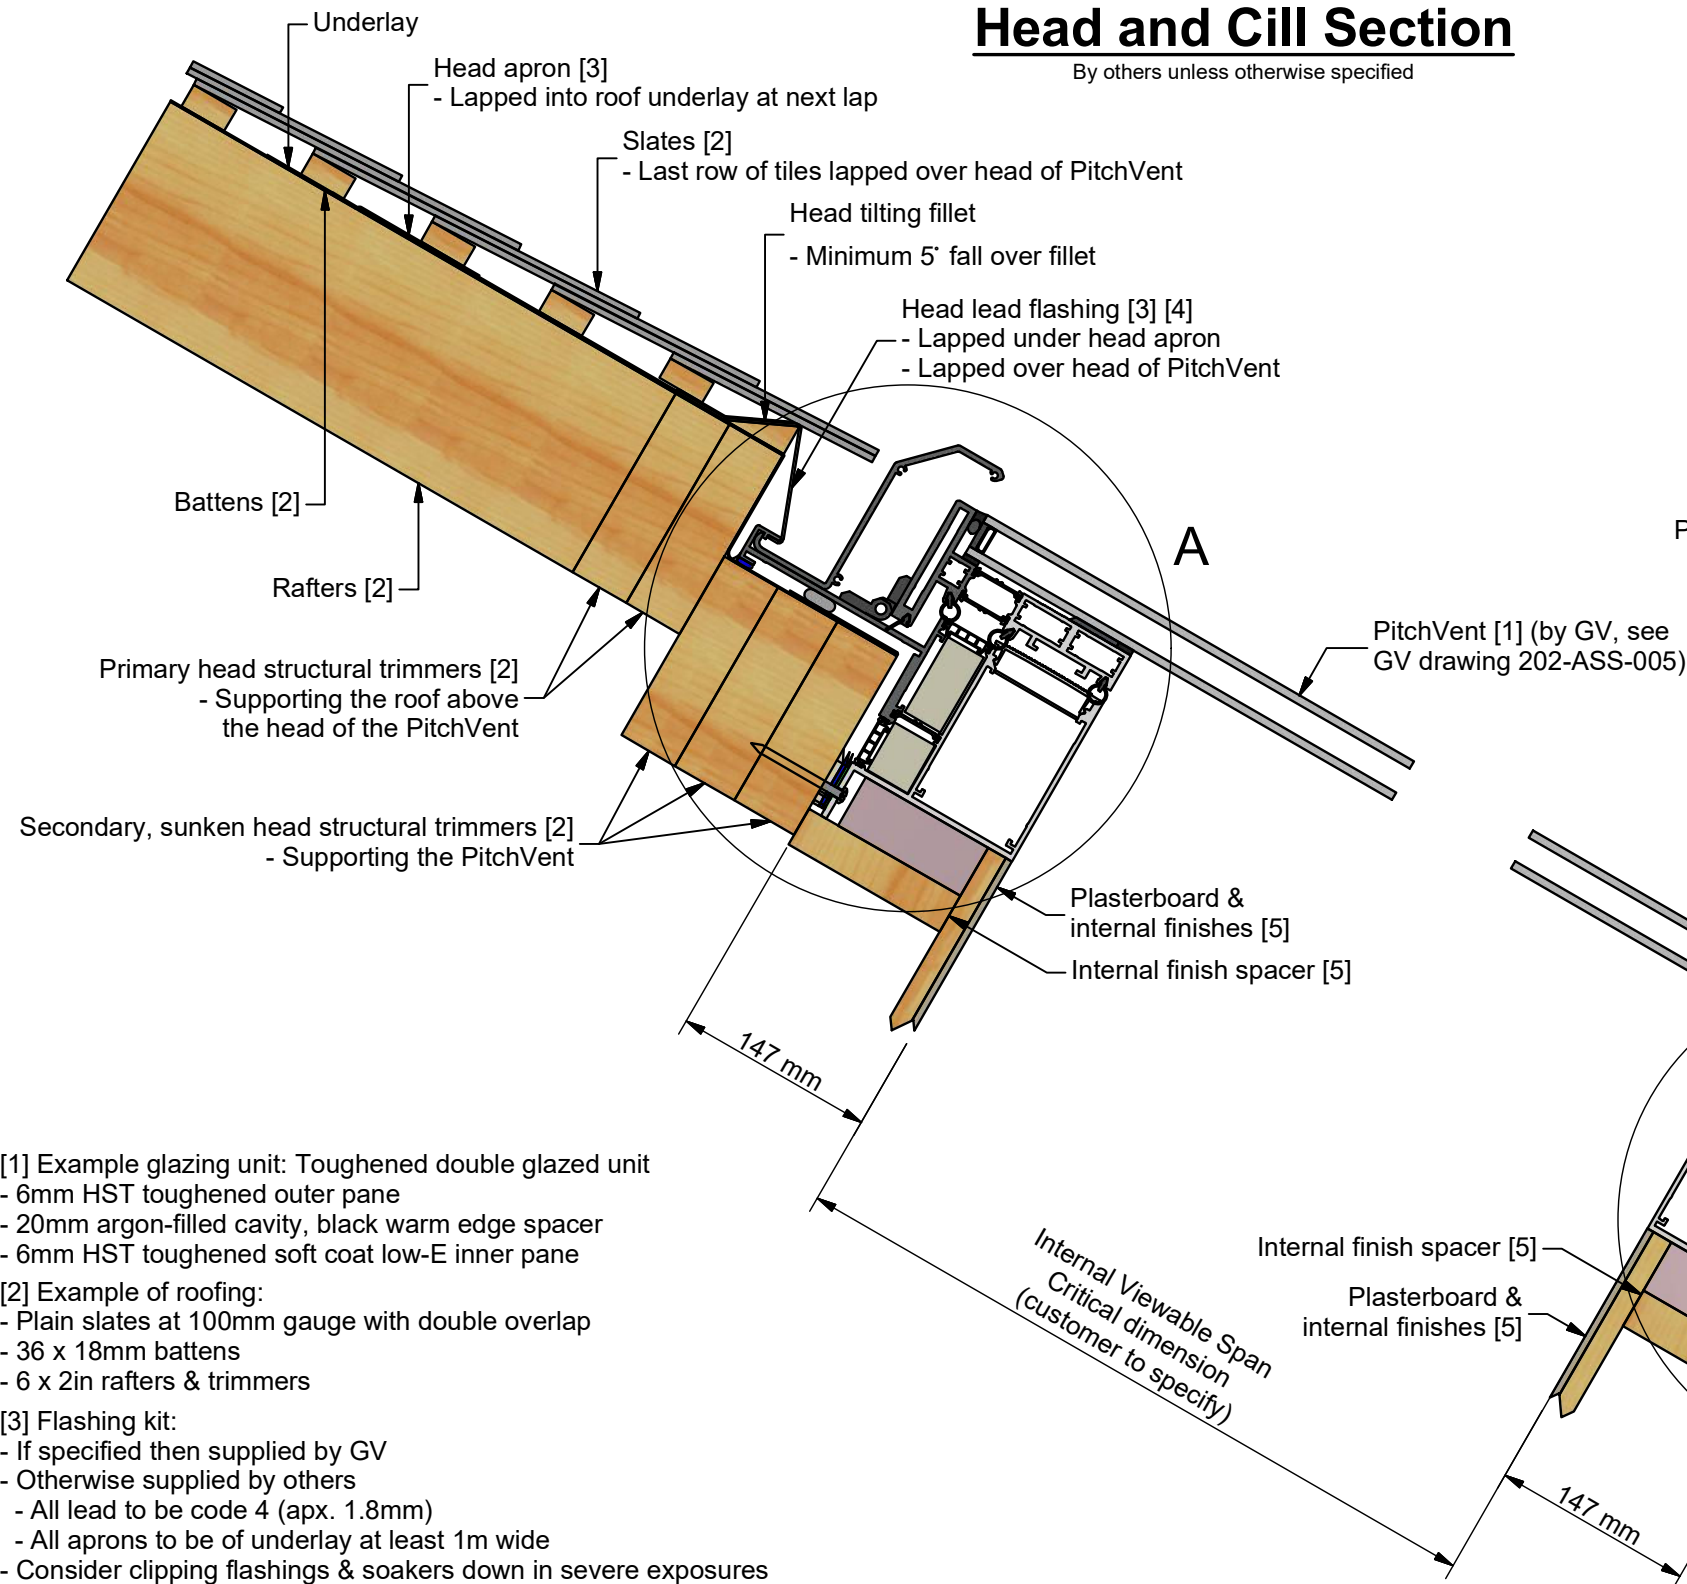 Head and Cill Section
By others unless otherwise specified
Underlay
Head apron [3]
- Lapped into roof underlay at next lap
Slates [2]
- Last row of tiles lapped over head of PitchVent
Head tilting fillet
- Minimum 5° fall over fillet
Head lead flashing [3] [4]
- Lapped under head apron
- Lapped over head of PitchVent
Battens [2]
Rafters [2]
A
P
PitchVent [1] (by GV, see
GV drawing 202-ASS-005)
Primary head structural trimmers [2]
- Supporting the roof above
the head of the PitchVent
Secondary, sunken head structural trimmers [2]
- Supporting the PitchVent
Plasterboard &
internal finishes [5]
Internal finish spacer [5]
147 mm
Internal Viewable Span
Critical dimension
(customer to specify)
Internal finish spacer [5]
Plasterboard &
internal finishes [5]
147 mm
[1] Example glazing unit: Toughened double glazed unit
- 6mm HST toughened outer pane
- 20mm argon-filled cavity, black warm edge spacer
- 6mm HST toughened soft coat low-E inner pane
[2] Example of roofing:
- Plain slates at 100mm gauge with double overlap
- 36 x 18mm battens
- 6 x 2in rafters & trimmers
[3] Flashing kit:
- If specified then supplied by GV
- Otherwise supplied by others
- All lead to be code 4 (apx. 1.8mm)
- All aprons to be of underlay at least 1m wide
- Consider clipping flashings & soakers down in severe exposures